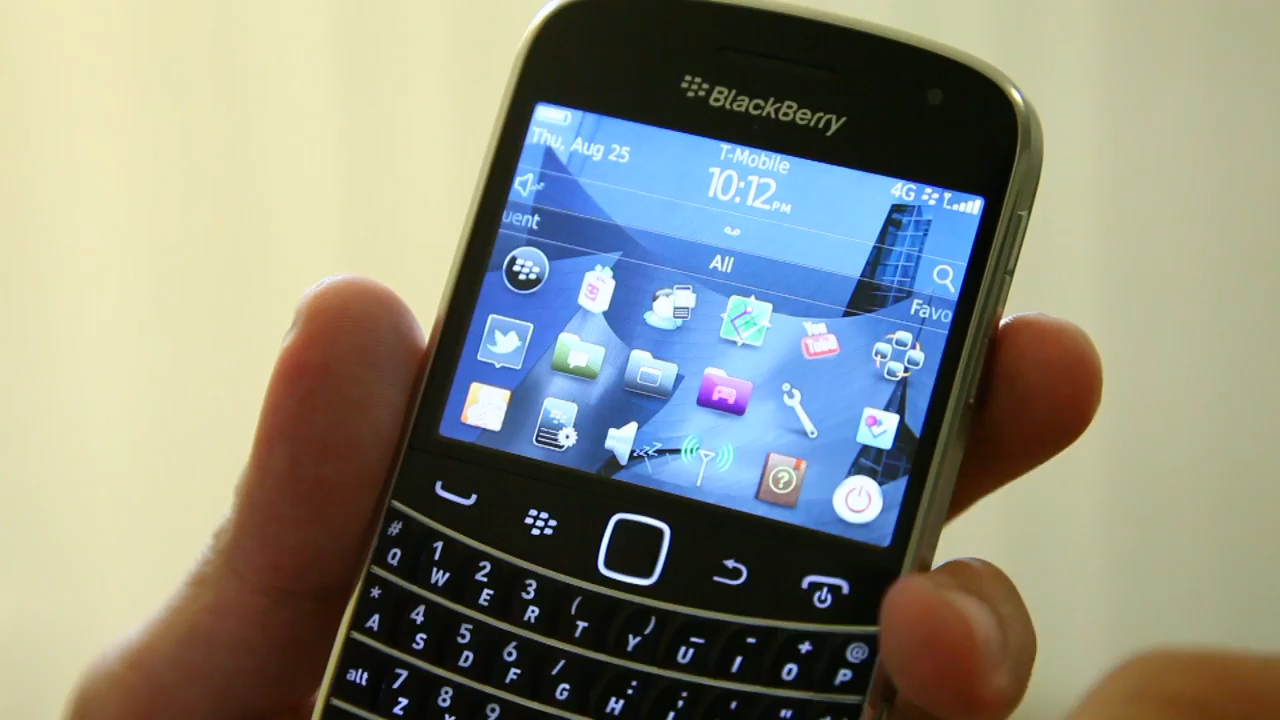 BlackBerry
Thu, Aug 25
T-Mobile
10:12PM
4G
uent
All
Favo
You
Tube
zzz
?
# 1 2 3 ( ) _ - + @
Q W E R T Y U I O P
* 4 5 6 / : ; ' "
A S D F G H J
alt 7 8 9
Z